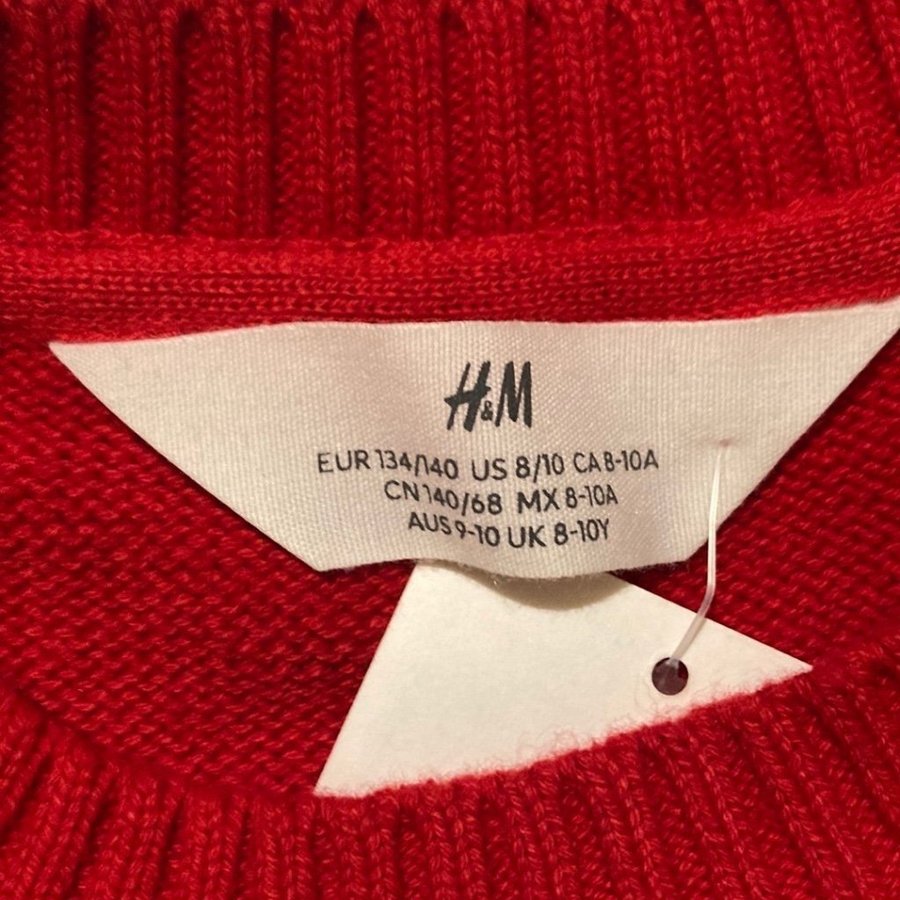 H&M
EUR 134/140 US 8/10 CA 8-10A
CN 140/68 MX 8-10A
AUS 9-10 UK 8-10Y